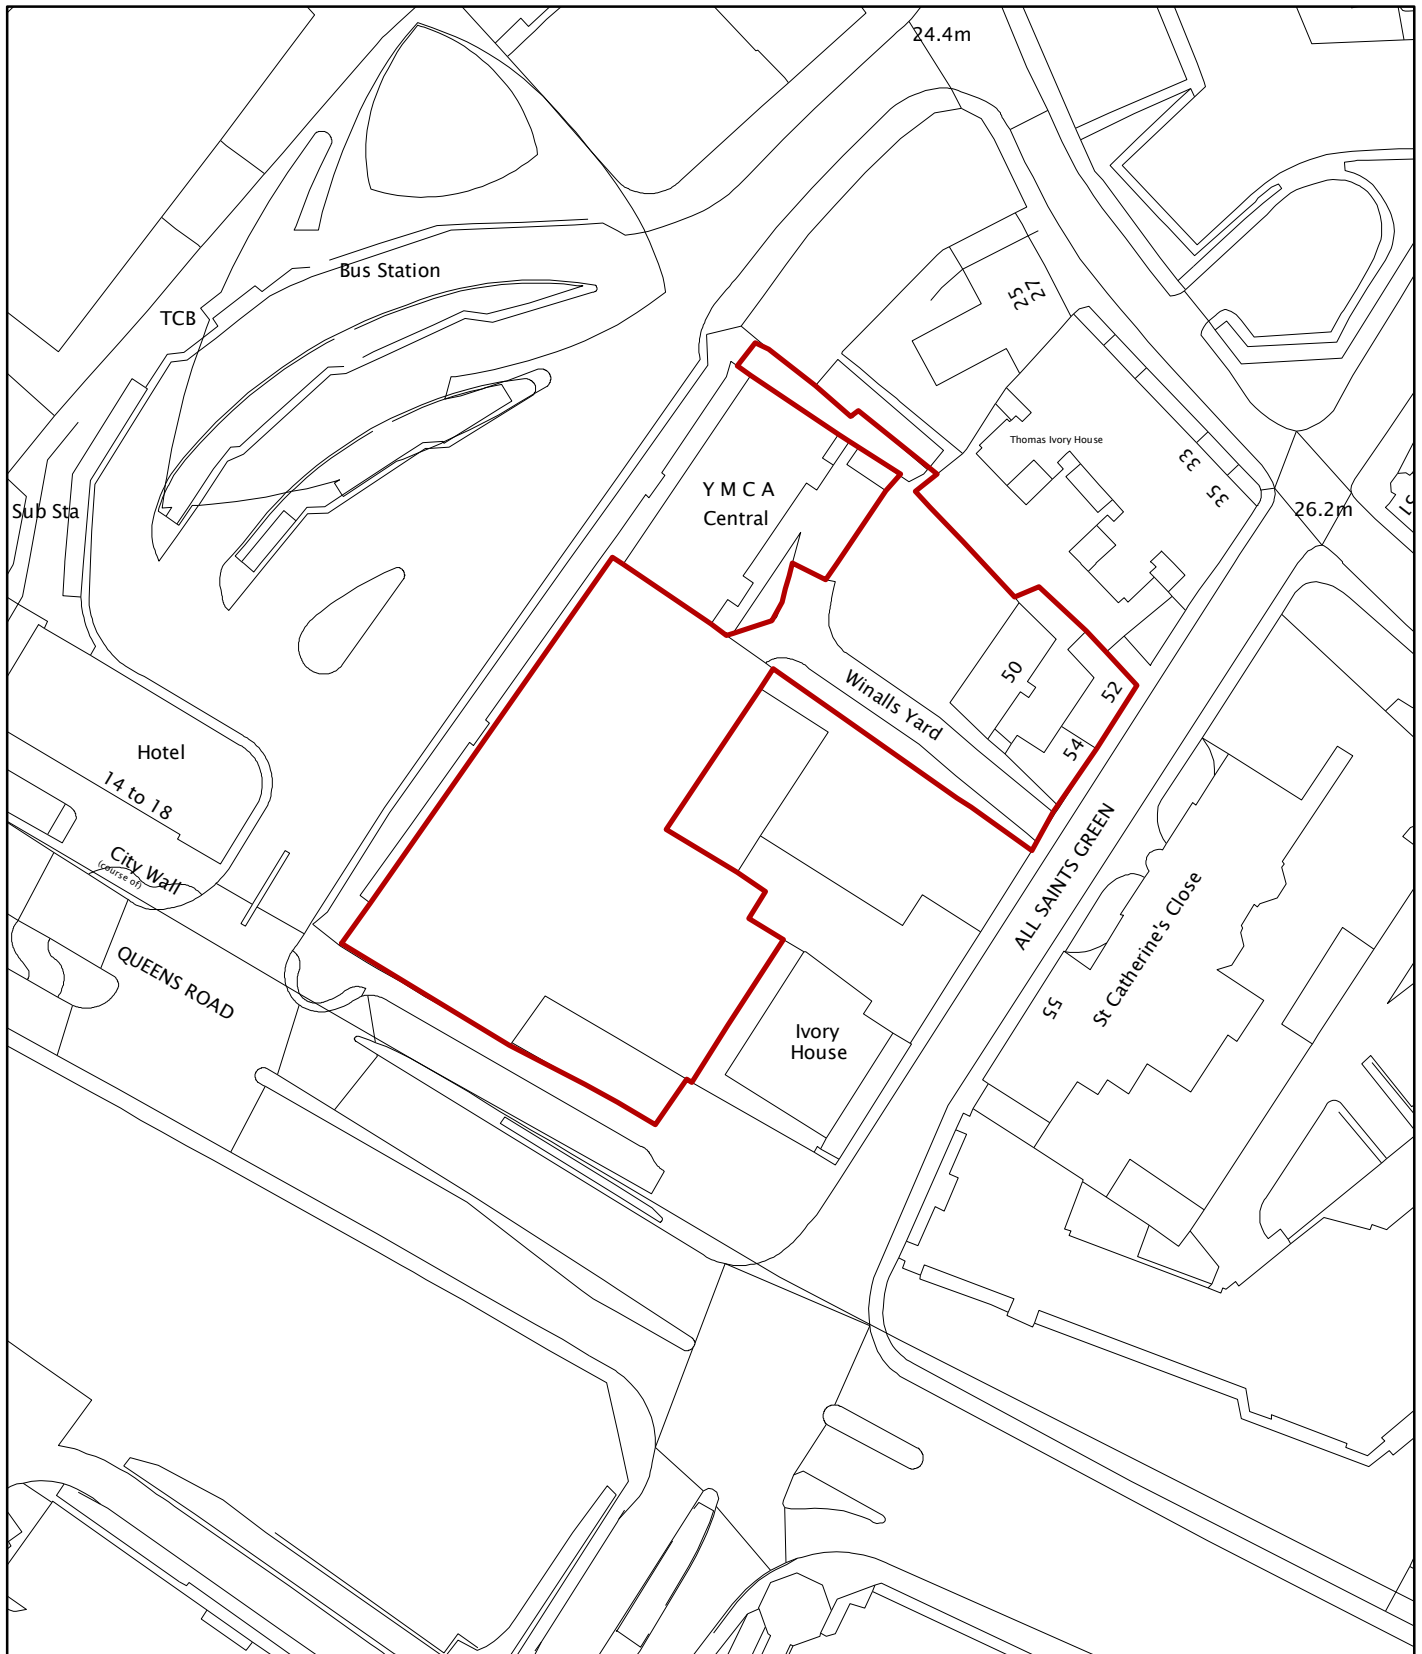 24.4m
Bus Station
TCB
25
27
Thomas Ivory House
33
35
Y M C A
Central
Sub Sta
26.2m
50
52
Winalls Yard
54
Hotel
14 to 18
City Wall
(course of)
ALL SAINTS GREEN
St Catherine's Close
QUEENS ROAD
55
Ivory
House